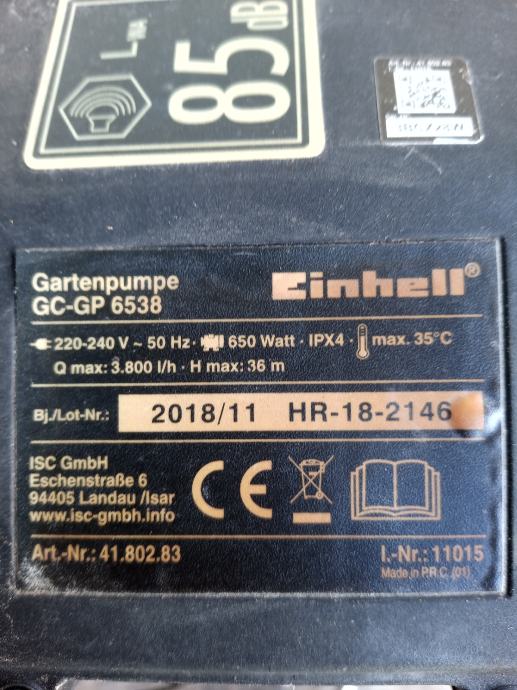 LWA
85 dB
Gartenpumpe
GC-GP 6538
Einhell®
220-240 V ~ 50 Hz · 650 Watt · IPX4 · max. 35°C
Q max: 3.800 l/h · H max: 36 m
Bj./Lot-Nr.: 2018/11 HR-18-2146
ISC GmbH
Eschenstraße 6
94405 Landau /Isar
www.isc-gmbh.info
CE
Art.-Nr.: 41.802.83
I.-Nr.: 11015
Made in P.R.C. (01)